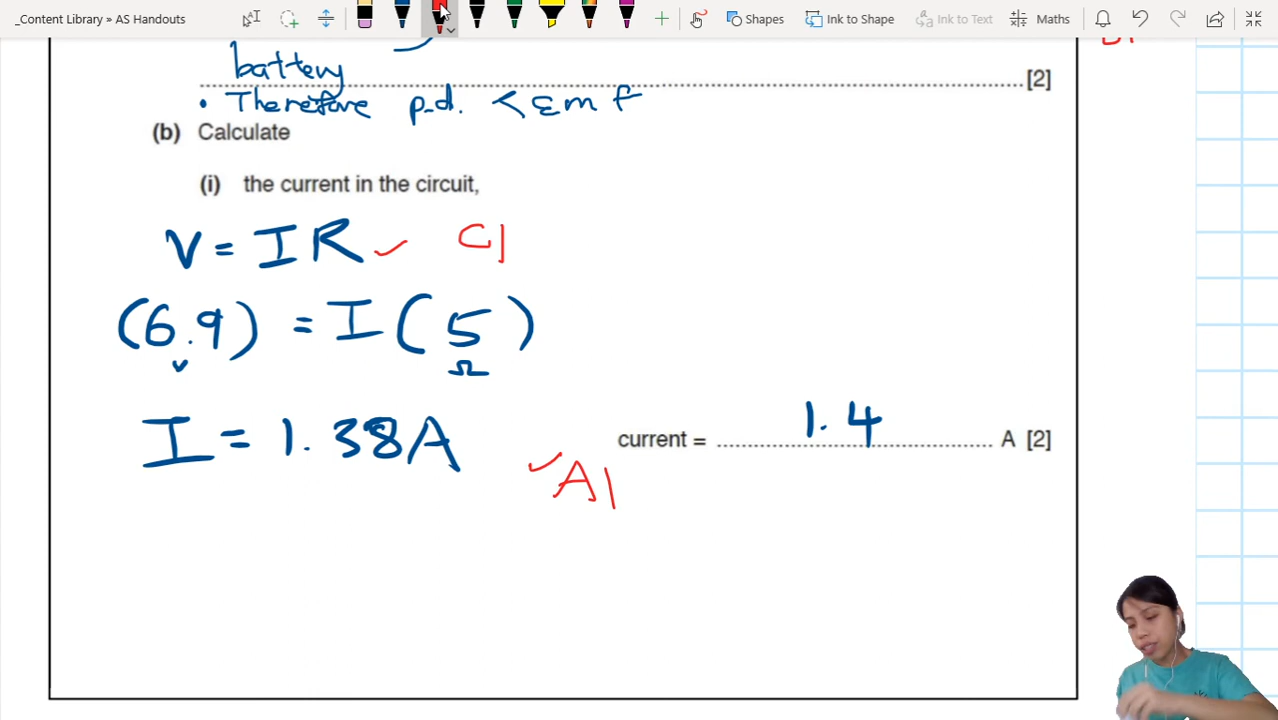 _Content Library » AS Handouts
Shapes
Ink to Shape
Ink to Text
Maths
battery
[2]
• Therefore p.d. < emf
(b) Calculate
(i) the current in the circuit,
V = IR ✓ C1
(6.9) = I ( 5 )
V Ω
I = 1.38A
current = 1.4 A [2]
✓ A1